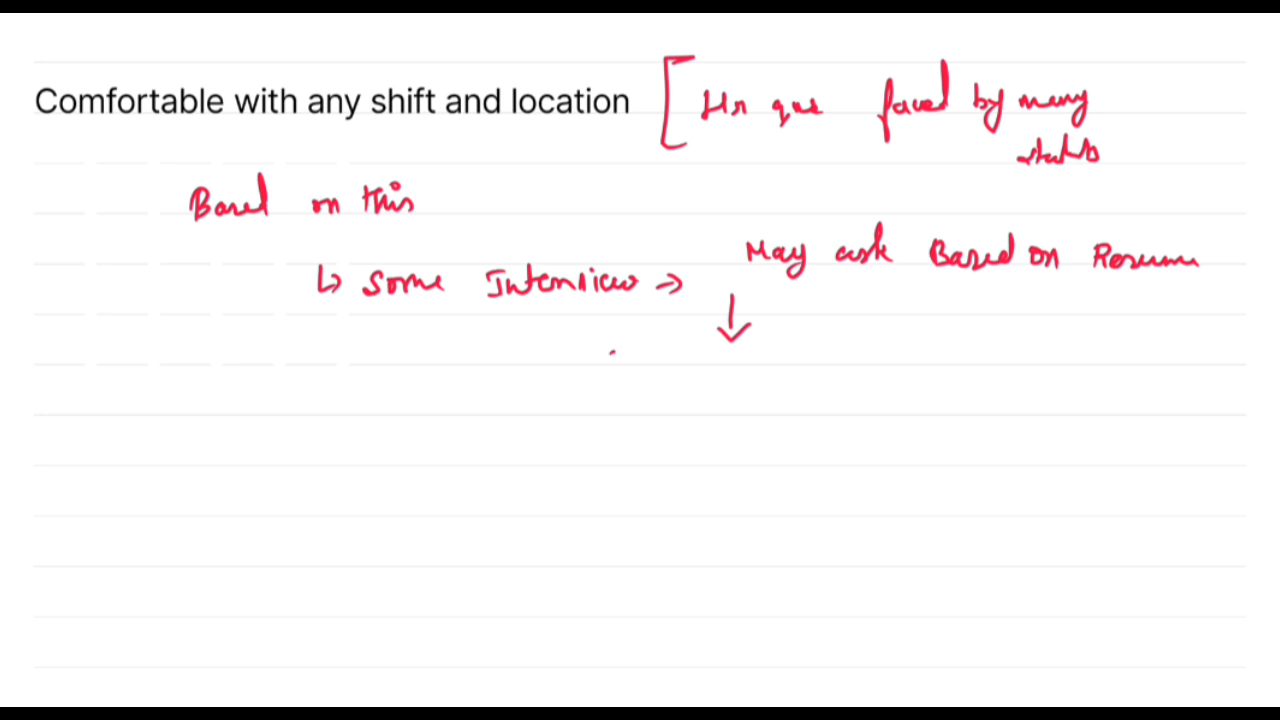 Comfortable with any shift and location [ Hr que faced by many
Based on this
May ask Based on Resume
↳ Some Interview →
↓